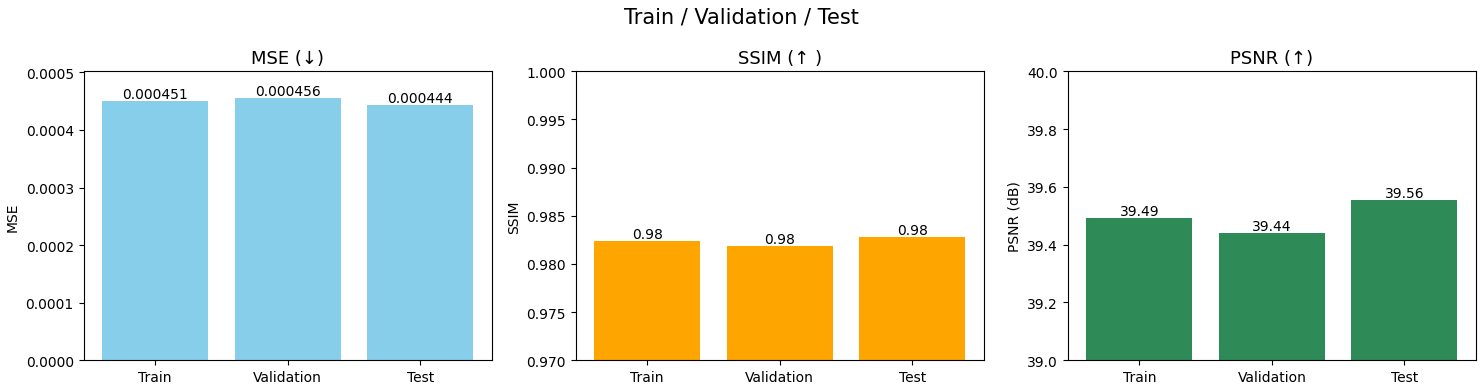 Train / Validation / Test
MSE (↓)
0.0005
0.0004
0.0003
0.0002
0.0001
0.0000
MSE
0.000451
0.000456
0.000444
Train
Validation
Test
SSIM (↑ )
1.000
0.995
0.990
0.985
0.980
0.975
0.970
SSIM
0.98
0.98
0.98
Train
Validation
Test
PSNR (↑)
40.0
39.8
39.6
39.4
39.2
39.0
PSNR (dB)
39.49
39.44
39.56
Train
Validation
Test